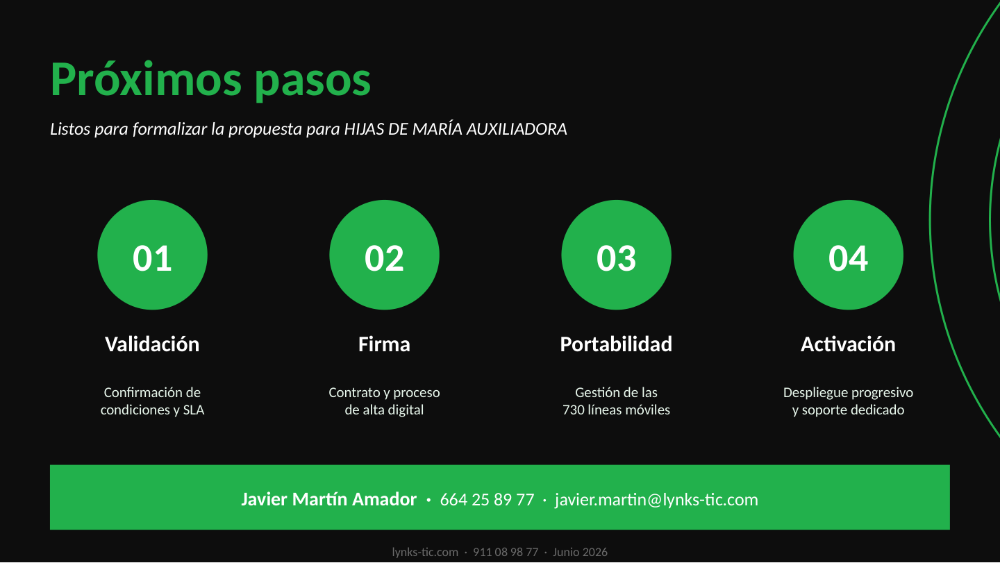 Próximos pasos
Listos para formalizar la propuesta para HIJAS DE MARÍA AUXILIADORA
01
02
03
04
Validación
Firma
Portabilidad
Activación
Confirmación de
condiciones y SLA
Contrato y proceso
de alta digital
Gestión de las
730 líneas móviles
Despliegue progresivo
y soporte dedicado
Javier Martín Amador · 664 25 89 77 · javier.martin@lynks-tic.com
lynks-tic.com · 911 08 98 77 · Junio 2026